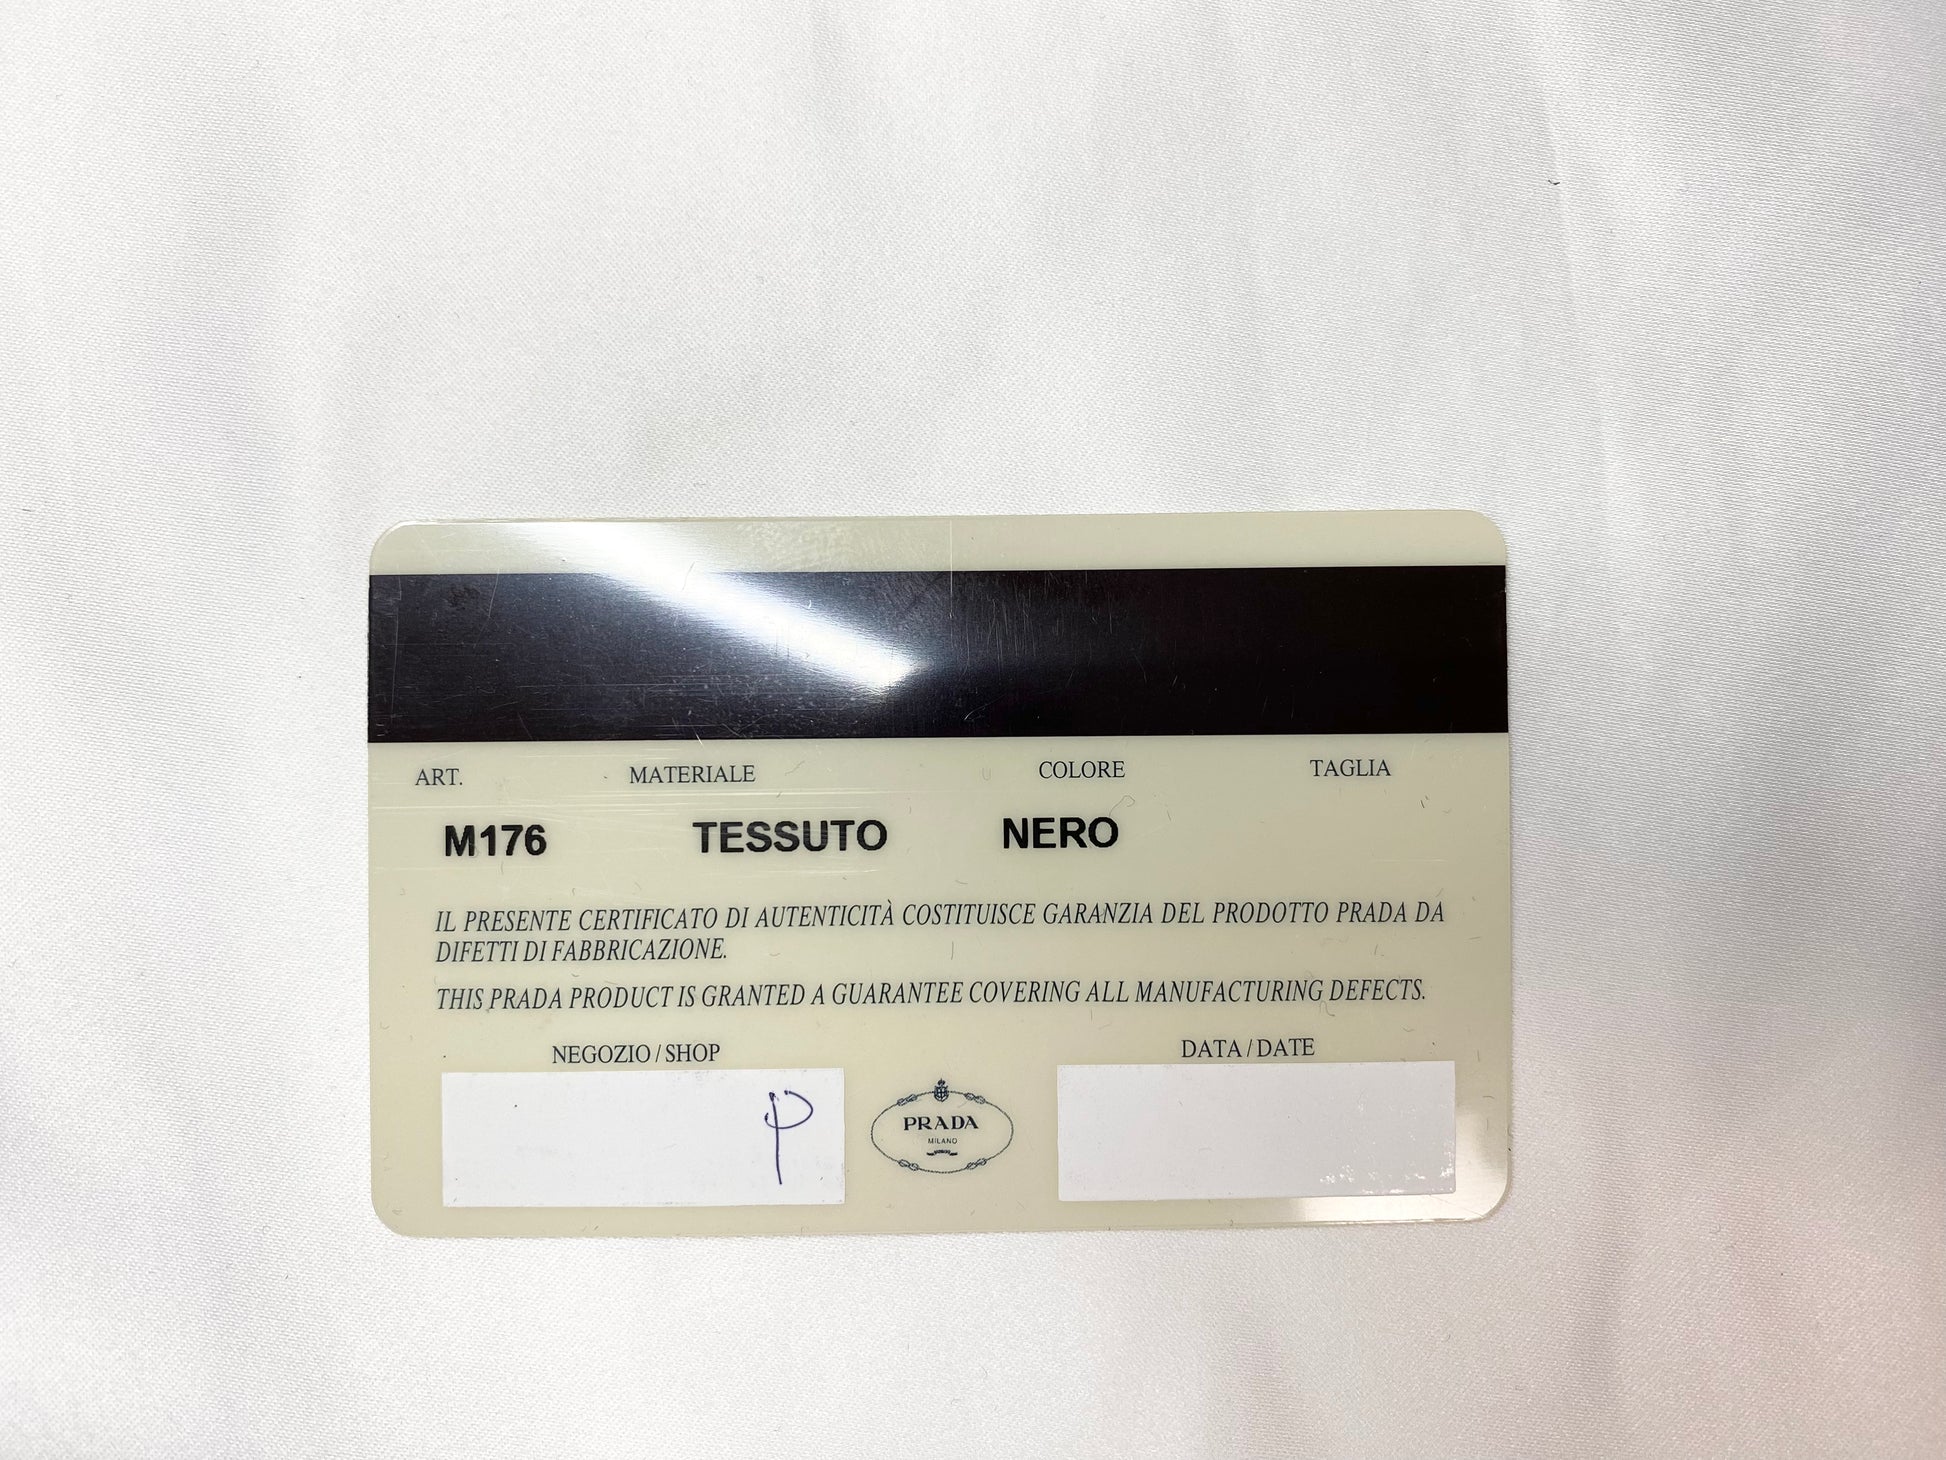 ART. MATERIALE COLORE TAGLIA
M176 TESSUTO NERO
IL PRESENTE CERTIFICATO DI AUTENTICITÀ COSTITUISCE GARANZIA DEL PRODOTTO PRADA DA
DIFETTI DI FABBRICAZIONE.
THIS PRADA PRODUCT IS GRANTED A GUARANTEE COVERING ALL MANUFACTURING DEFECTS.
NEGOZIO / SHOP DATA / DATE
P
PRADA
MILANO